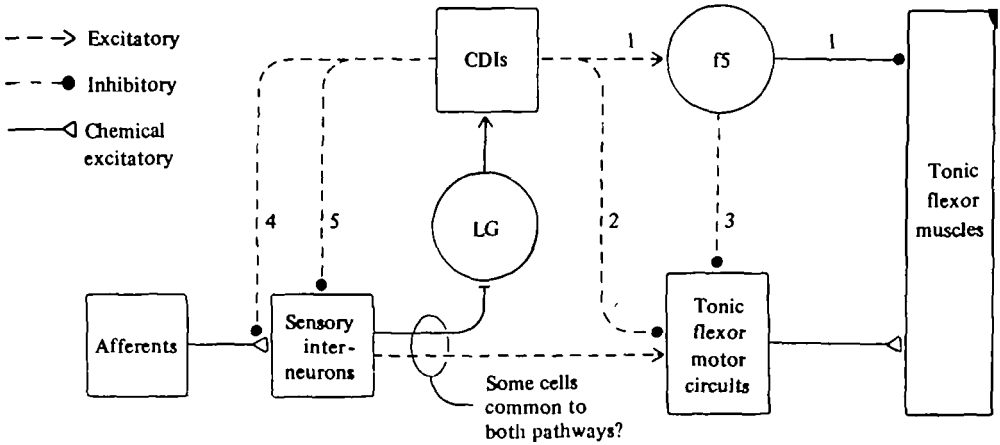 Excitatory
Inhibitory
Chemical
excitatory
CDIs
1
f5
1
Tonic
flexor
muscles
4
5
LG
2
3
Afferents
Sensory
inter-
neurons
Tonic
flexor
motor
circuits
Some cells
common to
both pathways?